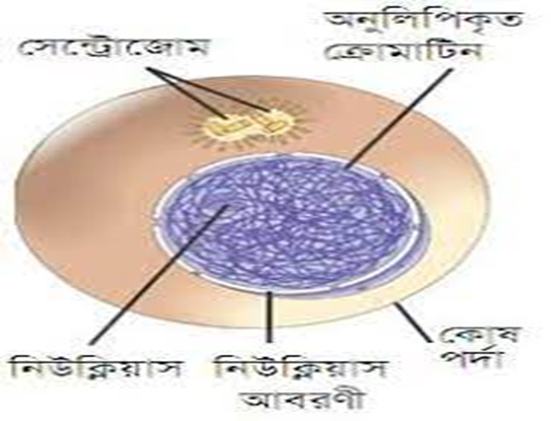 সেন্ট্রোজোম
অনুলিপিকৃত
ক্রোমাটিন
নিউক্লিয়াস
নিউক্লিয়াস
আবরণী
কোষ
পর্দা